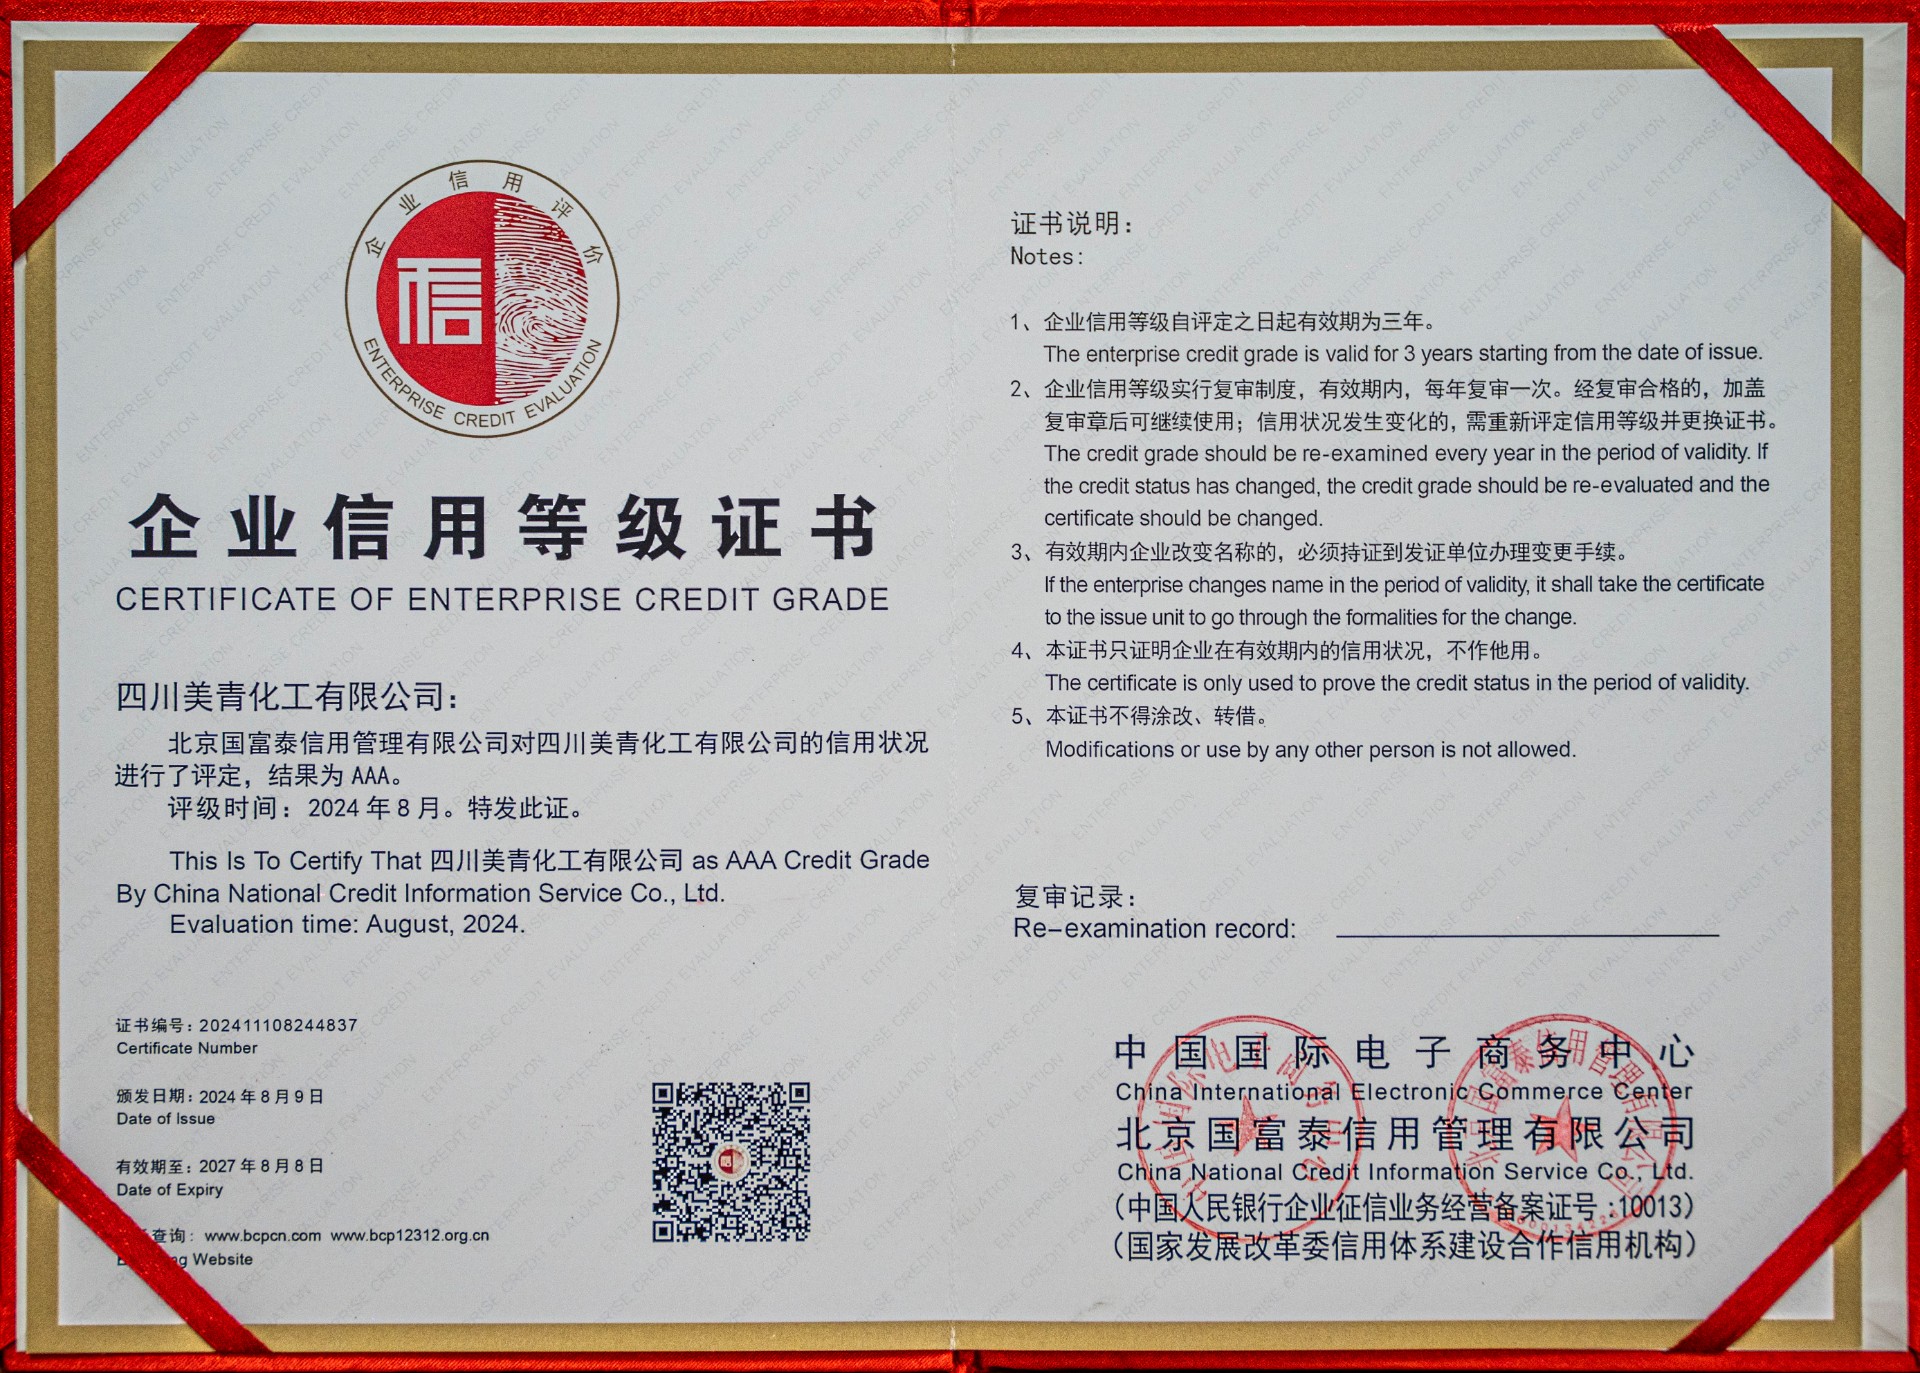 企业信用评价
信
ENTERPRISE CREDIT EVALUATION
企业信用等级证书
CERTIFICATE OF ENTERPRISE CREDIT GRADE
四川美青化工有限公司：
北京国富泰信用管理有限公司对四川美青化工有限公司的信用状况
进行了评定，结果为 AAA。
评级时间：2024 年 8 月。特发此证。
This Is To Certify That 四川美青化工有限公司 as AAA Credit Grade
By China National Credit Information Service Co., Ltd.
Evaluation time: August, 2024.
证书编号：202411108244837
Certificate Number
颁发日期：2024 年 8 月 9 日
Date of Issue
有效期至：2027 年 8 月 8 日
Date of Expiry
查询：www.bcpcn.com www.bcp12312.org.cn
Website
证书说明：
Notes:
1、企业信用等级自评定之日起有效期为三年。
The enterprise credit grade is valid for 3 years starting from the date of issue.
2、企业信用等级实行复审制度，有效期内，每年复审一次。经复审合格的，加盖
复审章后可继续使用；信用状况发生变化的，需重新评定信用等级并更换证书。
The credit grade should be re-examined every year in the period of validity. If
the credit status has changed, the credit grade should be re-evaluated and the
certificate should be changed.
3、有效期内企业改变名称的，必须持证到发证单位办理变更手续。
If the enterprise changes name in the period of validity, it shall take the certificate
to the issue unit to go through the formalities for the change.
4、本证书只证明企业在有效期内的信用状况，不作他用。
The certificate is only used to prove the credit status in the period of validity.
5、本证书不得涂改、转借。
Modifications or use by any other person is not allowed.
复审记录：
Re-examination record:
中国国际电子商务中心
China International Electronic Commerce Center
北京国富泰信用管理有限公司
China National Credit Information Service Co., Ltd.
（中国人民银行企业征信业务经营备案证号：10013）
（国家发展改革委信用体系建设合作信用机构）